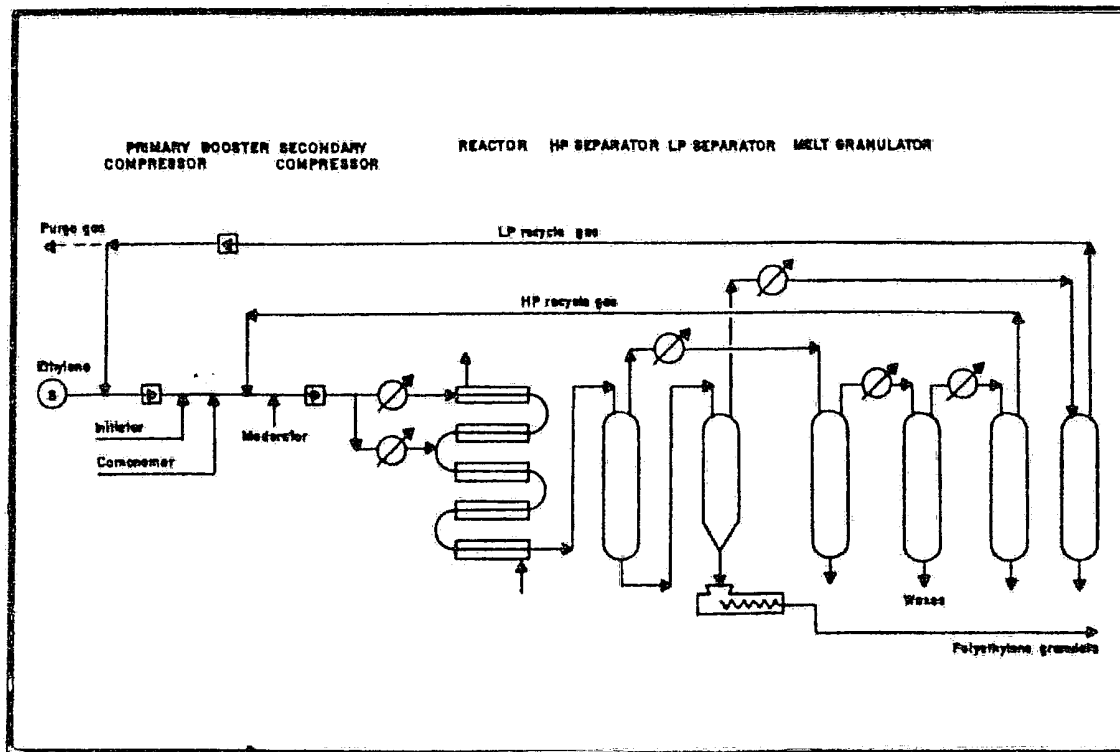 PRIMARY BOOSTER SECONDARY
COMPRESSOR COMPRESSOR
REACTOR HP SEPARATOR LP SEPARATOR MELT GRANULATOR
Purge gas
LP recycle gas
HP recycle gas
Ethylene
S
Initiator
Moderator
Comonomer
Waxes
Polyethylene granules